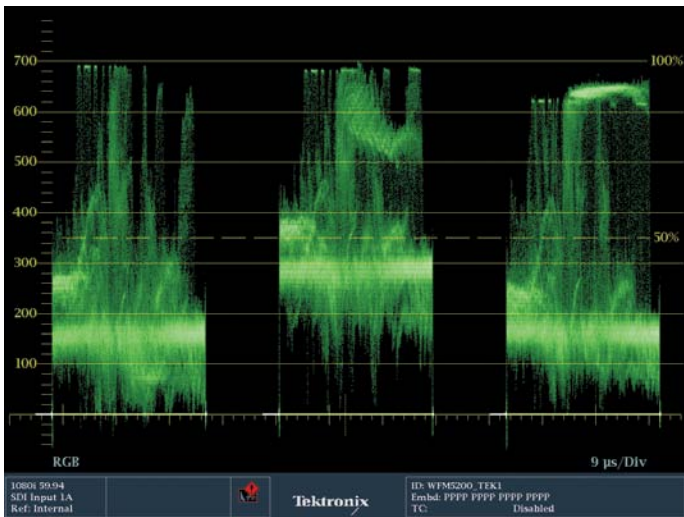 700
100%
600
500
400
50%
300
200
100
RGB
9 µs/Div
1080i 59.94
SDI Input 1A
Ref: Internal
Tektronix
ID: WFM5200_TEK1
Embd: PPPP PPPP PPPP PPPP
TC: Disabled